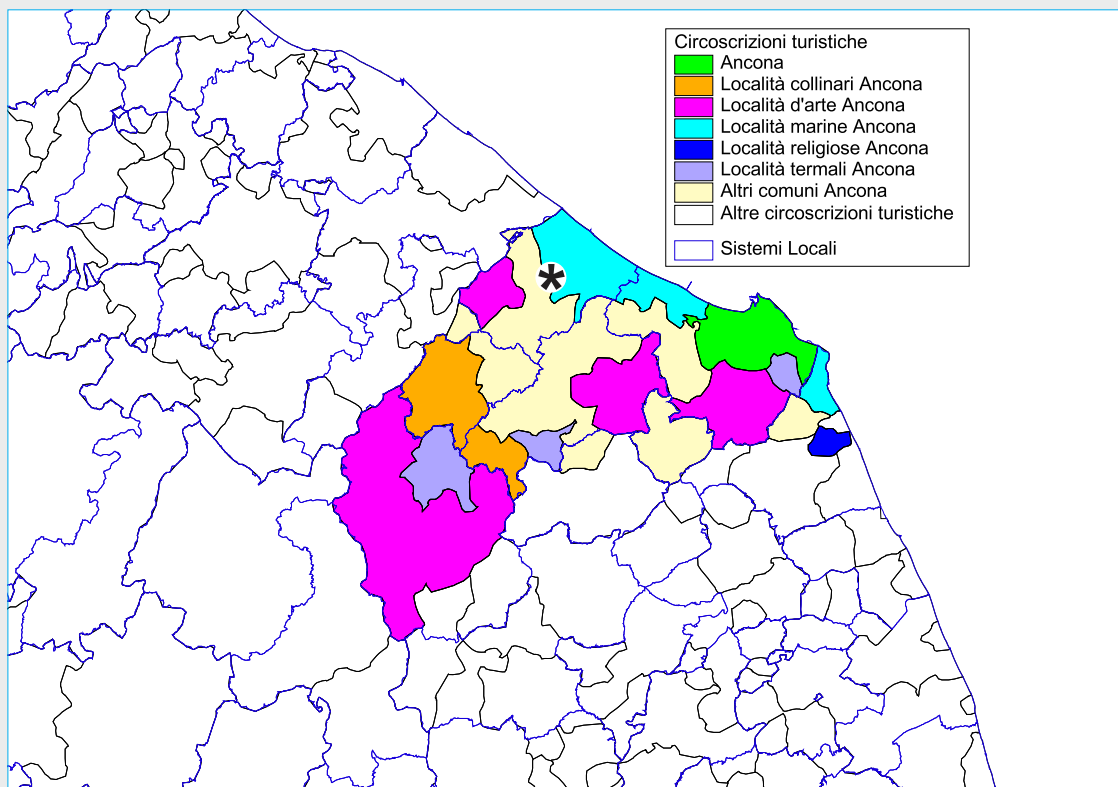 Circoscrizioni turistiche
Ancona
Località collinari Ancona
Località d'arte Ancona
Località marine Ancona
Località religiose Ancona
Località termali Ancona
Altri comuni Ancona
Altre circoscrizioni turistiche
Sistemi Locali
*